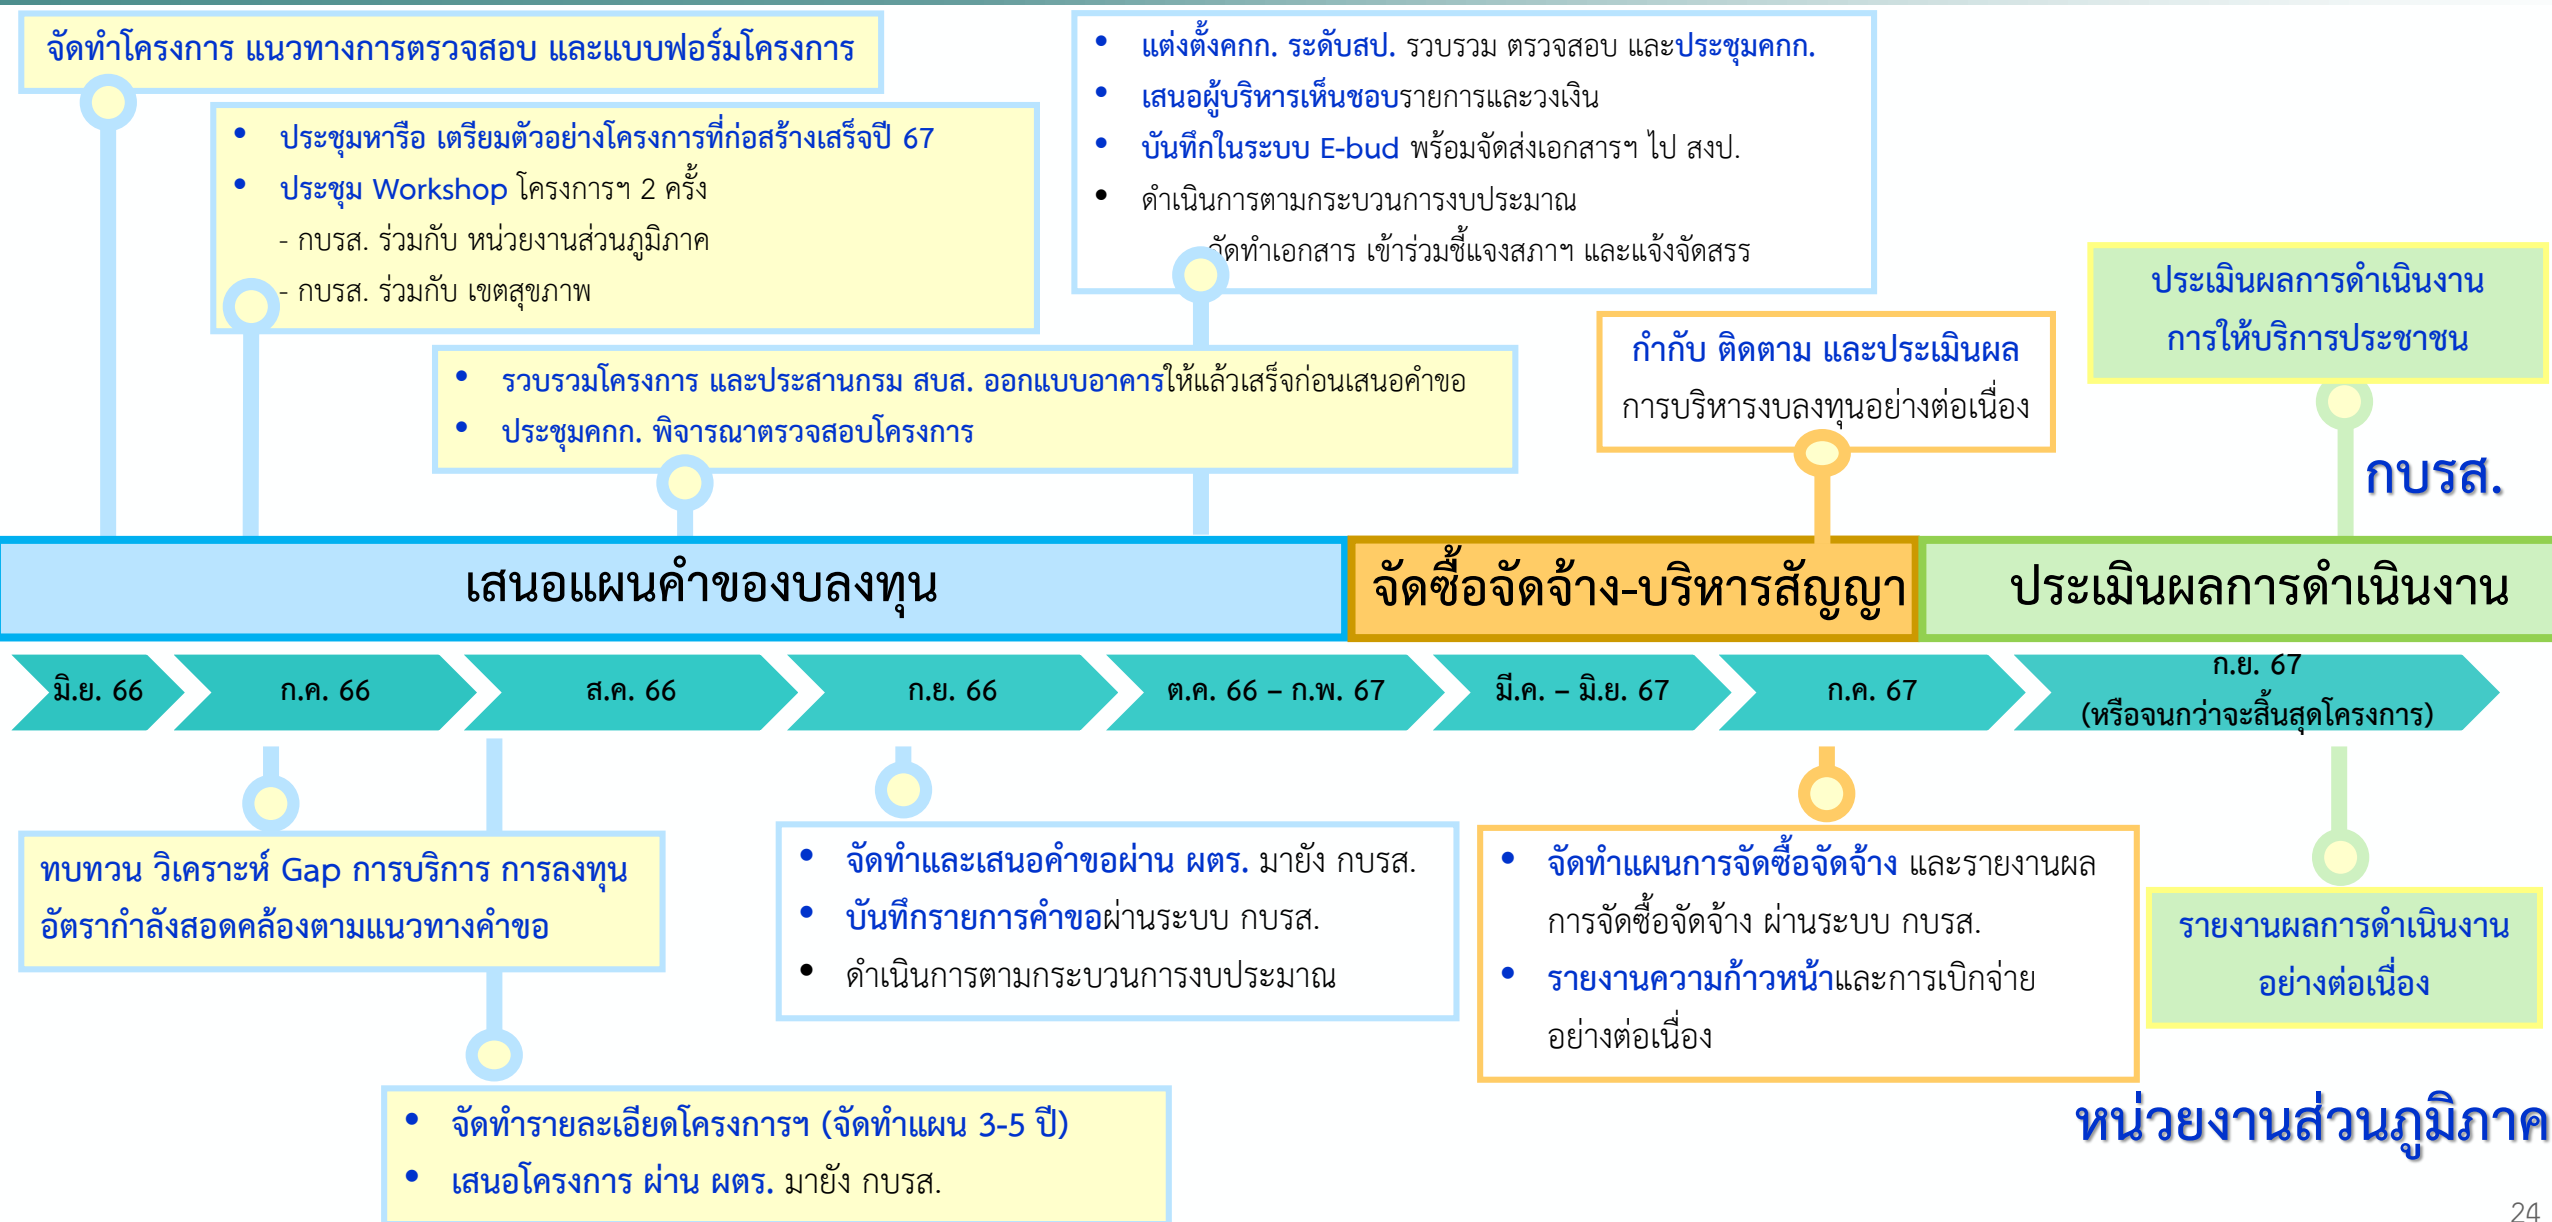 จัดทำโครงการ แนวทางการตรวจสอบ และแบบฟอร์มโครงการ
• ประชุมหารือ เตรียมตัวอย่างโครงการที่ก่อสร้างเสร็จปี 67
• ประชุม Workshop โครงการฯ 2 ครั้ง
- กบรส. ร่วมกับ หน่วยงานส่วนภูมิภาค
- กบรส. ร่วมกับ เขตสุขภาพ
• รวบรวมโครงการ และประสานกรม สบส. ออกแบบอาคารให้แล้วเสร็จก่อนเสนอคำขอ
• ประชุมคกก. พิจารณาตรวจสอบโครงการ
• แต่งตั้งคกก. ระดับสป. รวบรวม ตรวจสอบ และประชุมคกก.
• เสนอผู้บริหารเห็นชอบรายการและวงเงิน
• บันทึกในระบบ E-bud พร้อมจัดส่งเอกสารฯ ไป สงป.
• ดำเนินการตามกระบวนการงบประมาณ
จัดทำเอกสาร เข้าร่วมชี้แจงสภาฯ และแจ้งจัดสรร
กำกับ ติดตาม และประเมินผล
การบริหารงบลงทุนอย่างต่อเนื่อง
ประเมินผลการดำเนินงาน
การให้บริการประชาชน
กบรส.
เสนอแผนคำของบลงทุน
จัดซื้อจัดจ้าง-บริหารสัญญา
ประเมินผลการดำเนินงาน
มิ.ย. 66
ก.ค. 66
ส.ค. 66
ก.ย. 66
ต.ค. 66 – ก.พ. 67
มี.ค. – มิ.ย. 67
ก.ค. 67
ก.ย. 67
(หรือจนกว่าจะสิ้นสุดโครงการ)
ทบทวน วิเคราะห์ Gap การบริการ การลงทุน
อัตรากำลังสอดคล้องตามแนวทางคำขอ
• จัดทำรายละเอียดโครงการฯ (จัดทำแผน 3-5 ปี)
• เสนอโครงการ ผ่าน ผตร. มายัง กบรส.
• จัดทำและเสนอคำขอผ่าน ผตร. มายัง กบรส.
• บันทึกรายการคำขอผ่านระบบ กบรส.
• ดำเนินการตามกระบวนการงบประมาณ
• จัดทำแผนการจัดซื้อจัดจ้าง และรายงานผล
การจัดซื้อจัดจ้าง ผ่านระบบ กบรส.
• รายงานความก้าวหน้าและการเบิกจ่าย
อย่างต่อเนื่อง
รายงานผลการดำเนินงาน
อย่างต่อเนื่อง
หน่วยงานส่วนภูมิภาค
24